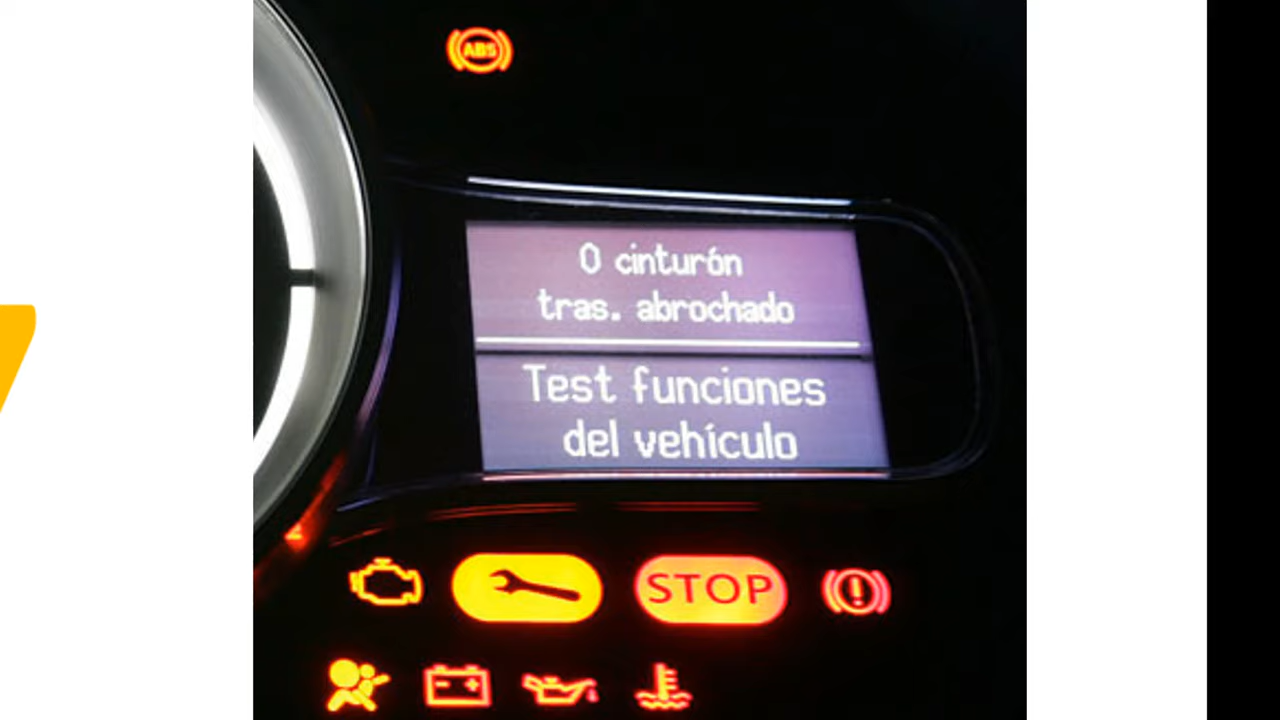 ABS
0 cinturón
tras. abrochado
Test funciones
del vehículo
STOP